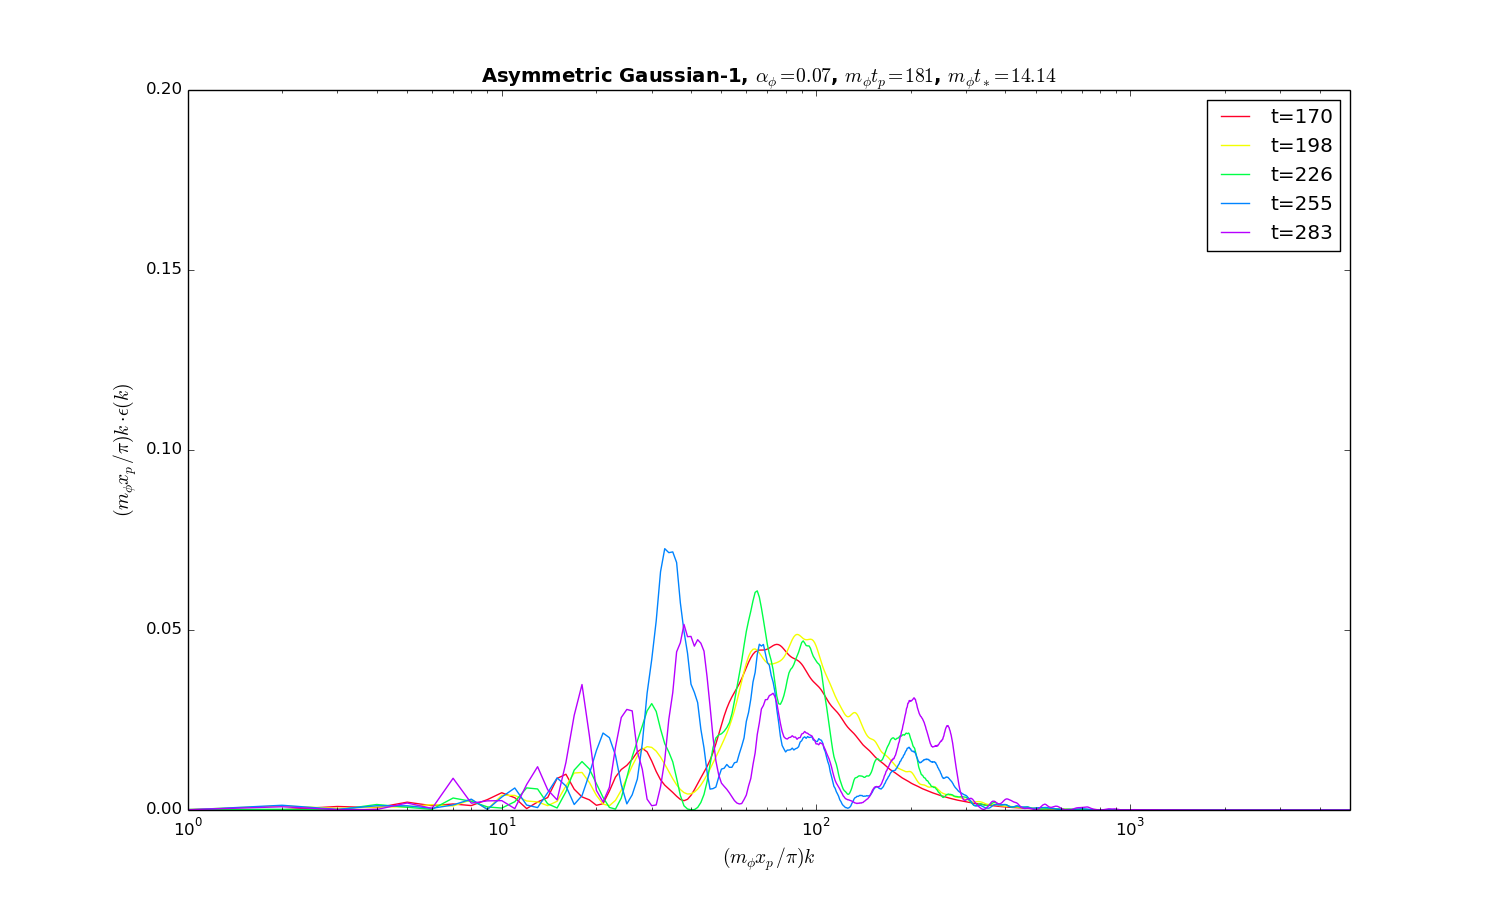 Asymmetric Gaussian-1, α_ϕ=0.07, m_ϕt_p=181, m_ϕt_*=14.14
0.20
0.15
0.10
0.05
0.00
(m_ϕx_p/π)k·ϵ(k)
t=170
t=198
t=226
t=255
t=283
10^0
10^1
10^2
10^3
(m_ϕx_p/π)k